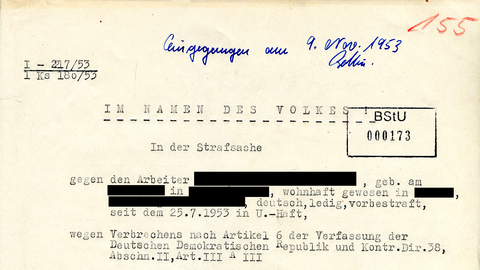 Eingegangen am 9. Nov. 1953
155
I - 217/53
1 Ks 180/53
IM NAMEN DES VOLKES !
BStU
000173
In der Strafsache
gegen den Arbeiter , geb. am
in , wohnhaft gewesen in ,
, deutsch,ledig,vorbestraft,
seit dem 25.7.1953 in U.-Haft,
wegen Verbrechens nach Artikel 6 der Verfassung der
Deutschen Demokratischen Republik und Kontr.Dir.38,
Abschn.II,Art.III A III